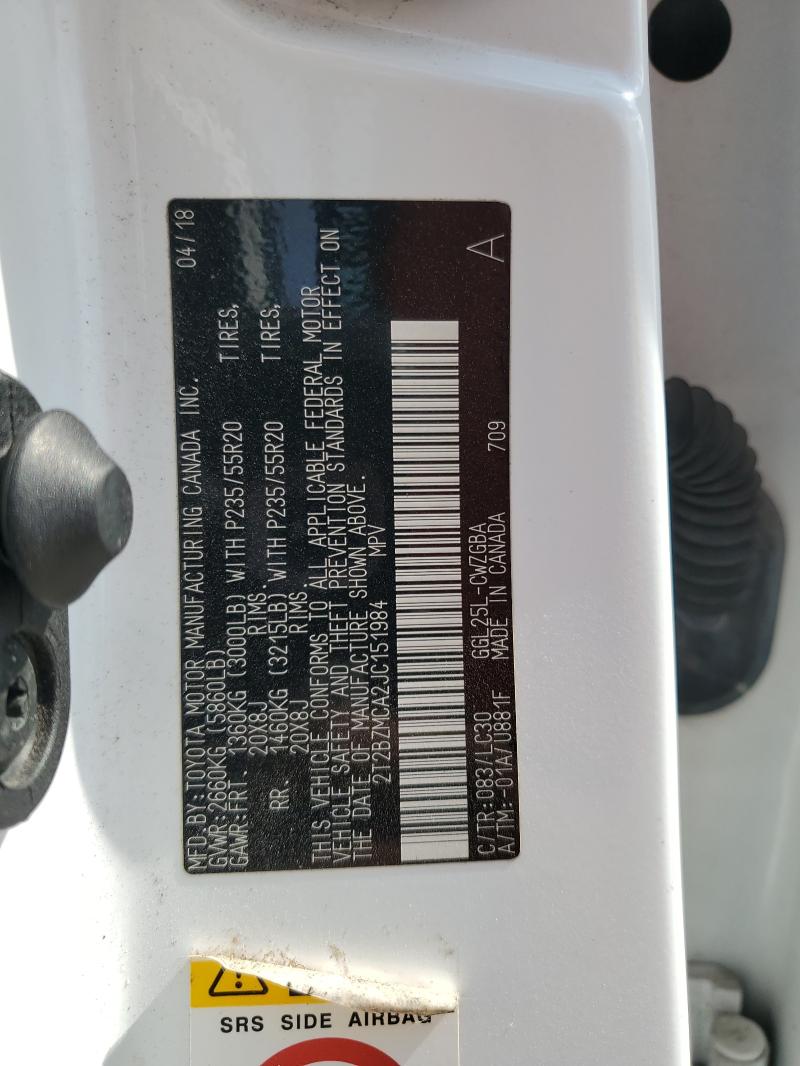 MFD.BY:TOYOTA MOTOR MANUFACTURING CANADA INC. 04/18
GVWR:2660KG (5860LB)
GAWR:FRT. 1360KG (3000LB) WITH P235/55R20 TIRES,
20X8J RIMS.
RR. 1460KG (3215LB) WITH P235/55R20 TIRES,
20X8J RIMS.
THIS VEHICLE CONFORMS TO ALL APPLICABLE FEDERAL MOTOR
VEHICLE SAFETY AND THEFT PREVENTION STANDARDS IN EFFECT ON
THE DATE OF MANUFACTURE SHOWN ABOVE.
2T2BZMCA2JC151984 MPV
C/TR:083/LC30 GGL25L-CWZGBA 709 A
A/TM:-01A/U881F MADE IN CANADA
SRS SIDE AIRBAG